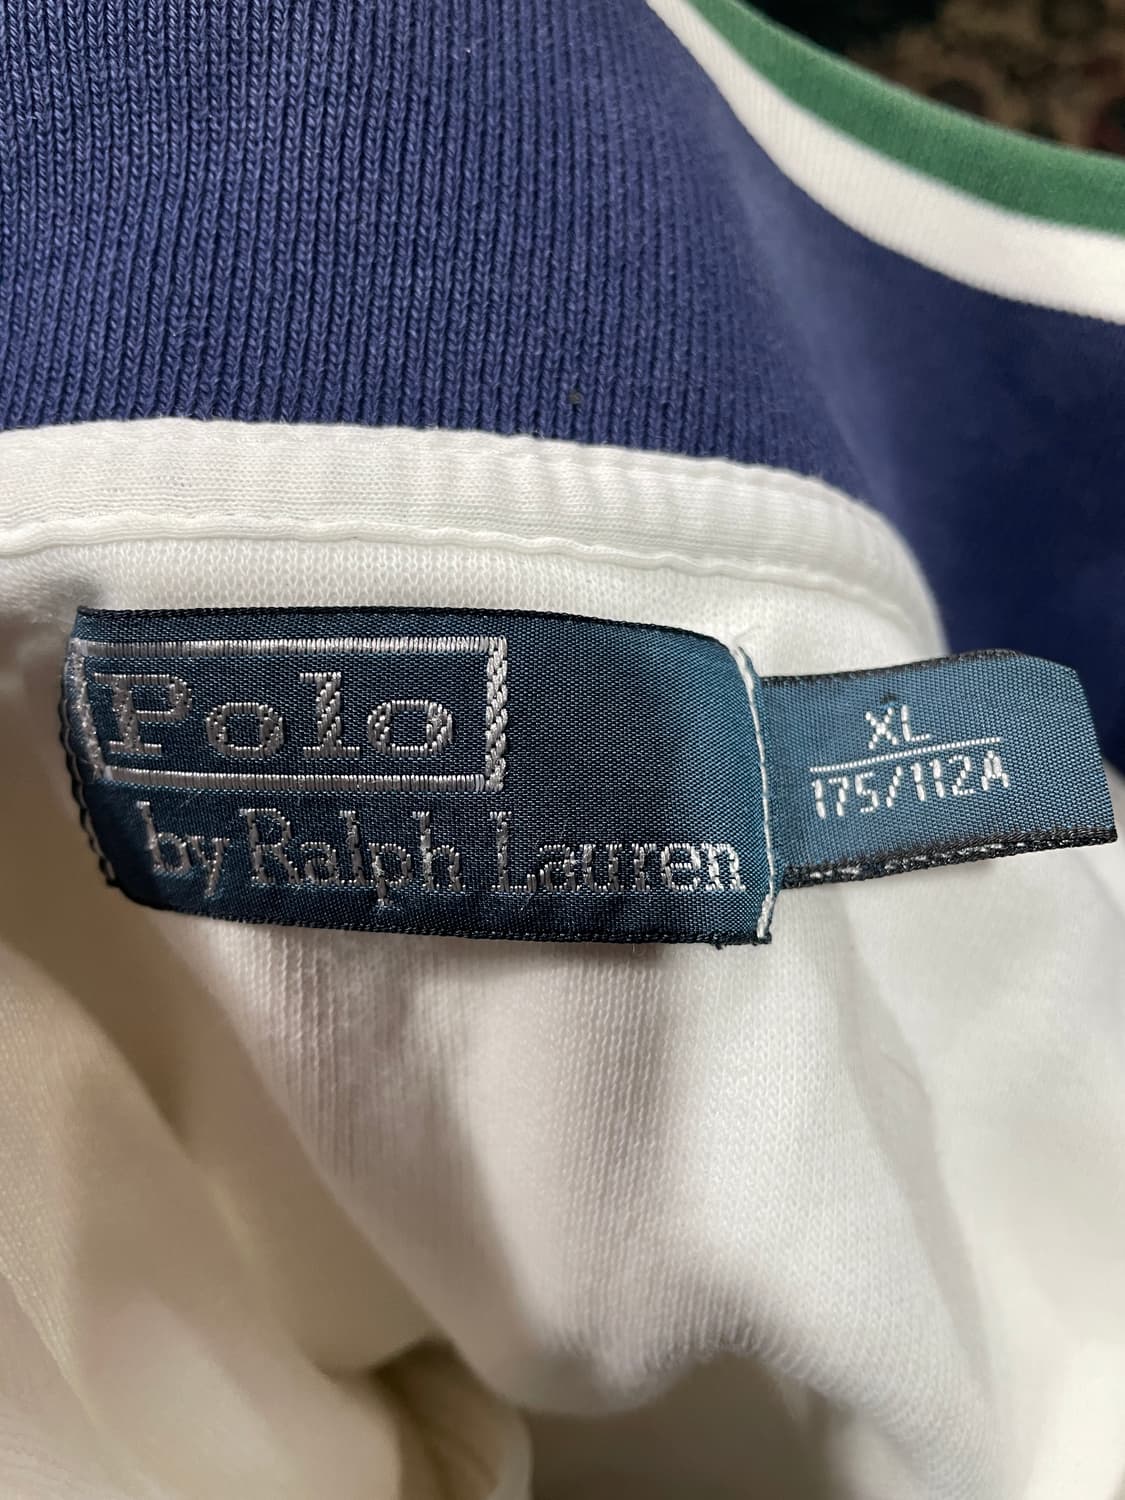 Polo
by Ralph Lauren
XL
175/112A